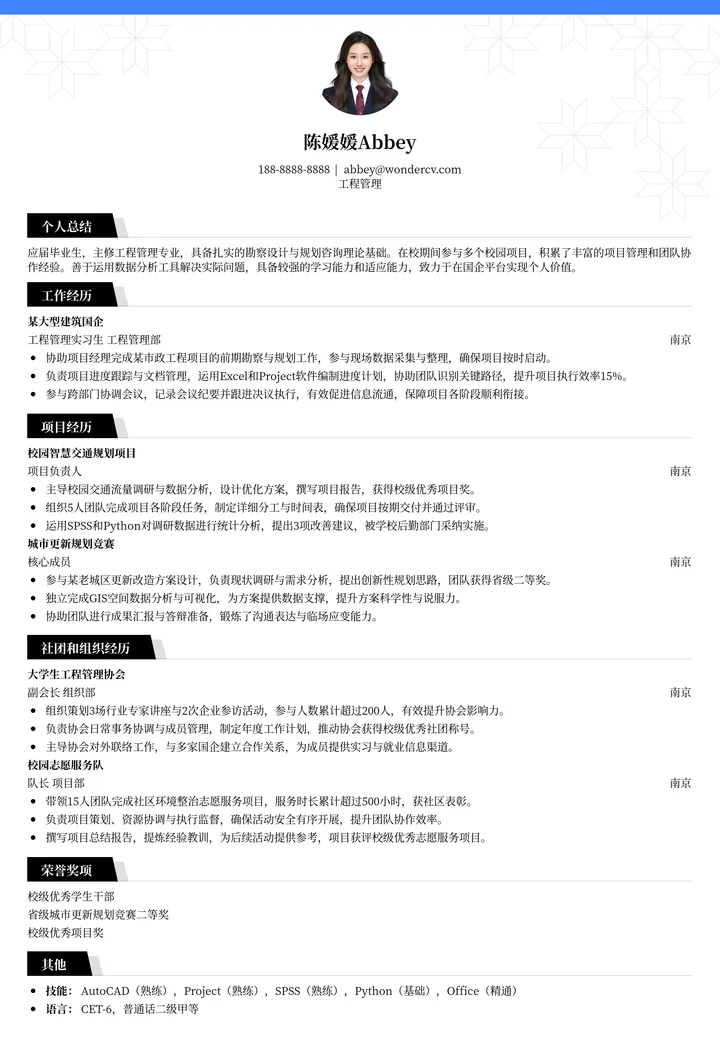 陈媛媛Abbey
188-8888-8888 | abbey@wondercv.com
工程管理
个人总结
应届毕业生，主修工程管理专业，具备扎实的勘察设计与规划咨询理论基础。在校期间参与多个校园项目，积累了丰富的项目管理和团队协
作经验。善于运用数据分析工具解决实际问题，具备较强的学习能力和适应能力，致力于在国企平台实现个人价值。
工作经历
某大型建筑国企
工程管理实习生 工程管理部 南京
• 协助项目经理完成某市政工程项目的前期勘察与规划工作，参与现场数据采集与整理，确保项目按时启动。
• 负责项目进度跟踪与文档管理，运用Excel和Project软件编制进度计划，协助团队识别关键路径，提升项目执行效率15%。
• 参与跨部门协调会议，记录会议纪要并跟进决议执行，有效促进信息流通，保障项目各阶段顺利衔接。
项目经历
校园智慧交通规划项目
项目负责人 南京
• 主导校园交通流量调研与数据分析，设计优化方案，撰写项目报告，获得校级优秀项目奖。
• 组织5人团队完成项目各阶段任务，制定详细分工与时间表，确保项目按期交付并通过评审。
• 运用SPSS和Python对调研数据进行统计分析，提出3项改善建议，被学校后勤部门采纳实施。
城市更新规划竞赛
核心成员 南京
• 参与某老城区更新改造方案设计，负责现状调研与需求分析，提出创新性规划思路，团队获得省级二等奖。
• 独立完成GIS空间数据分析与可视化，为方案提供数据支撑，提升方案科学性与说服力。
• 协助团队进行成果汇报与答辩准备，锻炼了沟通表达与临场应变能力。
社团和组织经历
大学生工程管理协会
副会长 组织部 南京
• 组织策划3场行业专家讲座与2次企业参访活动，参与人数累计超过200人，有效提升协会影响力。
• 负责协会日常事务协调与成员管理，制定年度工作计划，推动协会获得校级优秀社团称号。
• 主导协会对外联络工作，与多家国企建立合作关系，为成员提供实习与就业信息渠道。
校园志愿服务队
队长 项目部 南京
• 带领15人团队完成社区环境整治志愿服务项目，服务时长累计超过500小时，获社区表彰。
• 负责项目策划、资源协调与执行监督，确保活动安全有序开展，提升团队协作效率。
• 撰写项目总结报告，提炼经验教训，为后续活动提供参考，项目获评校级优秀志愿服务项目。
荣誉奖项
校级优秀学生干部
省级城市更新规划竞赛二等奖
校级优秀项目奖
其他
• 技能： AutoCAD（熟练）, Project（熟练）, SPSS（熟练）, Python（基础）, Office（精通）
• 语言： CET-6，普通话二级甲等